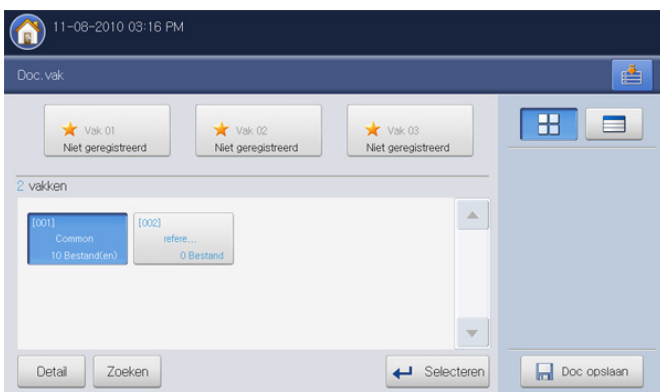 11-08-2010 03:16 PM
Doc.vak
Vak 01
Niet geregistreerd
Vak 02
Niet geregistreerd
Vak 03
Niet geregistreerd
2 vakken
[001]
Common
10 Bestand(en)
[002]
refere...
0 Bestand
Detail
Zoeken
Selecteren
Doc opslaan